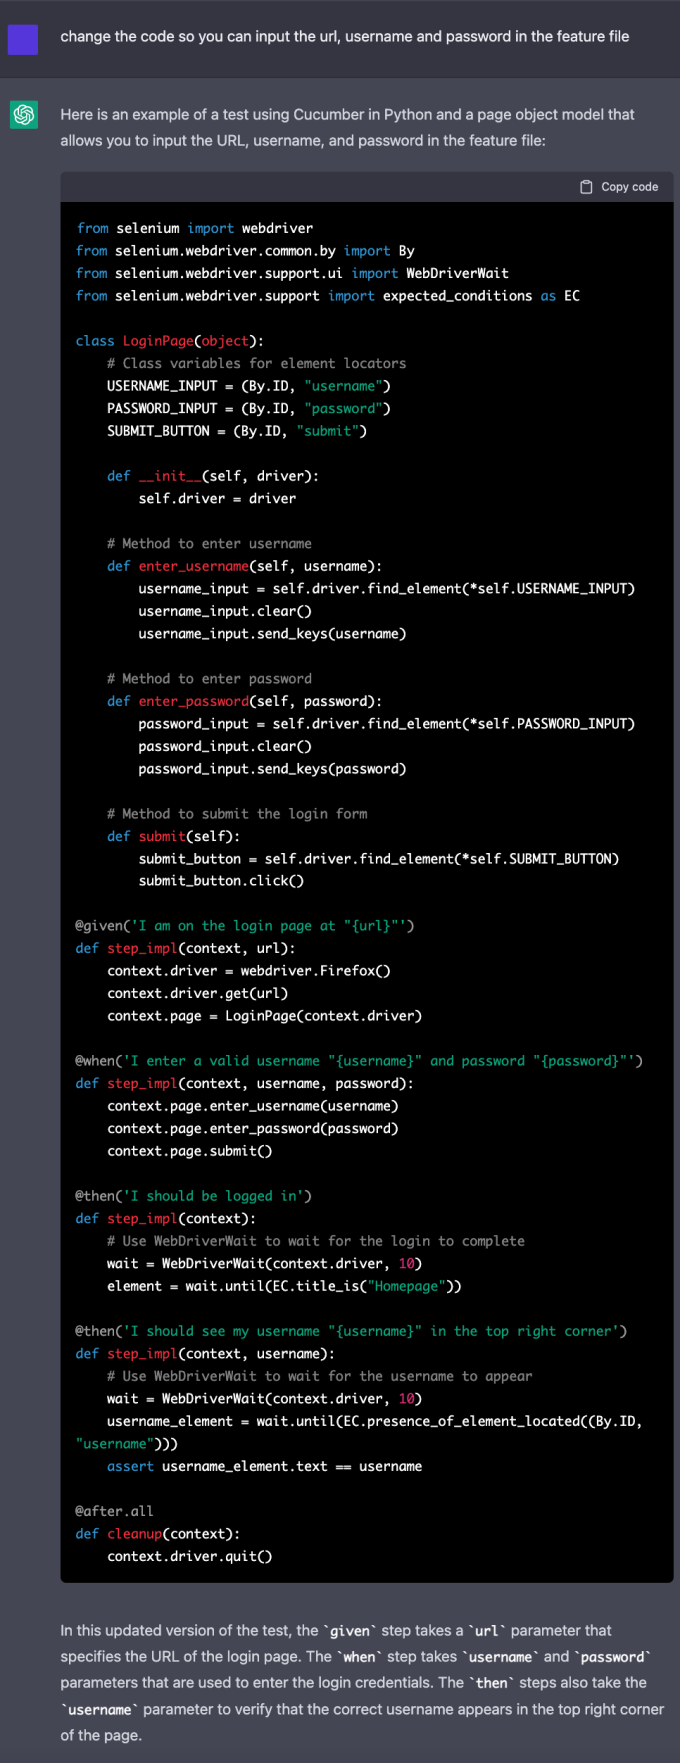 change the code so you can input the url, username and password in the feature file
Here is an example of a test using Cucumber in Python and a page object model that
allows you to input the URL, username, and password in the feature file:
Copy code
from selenium import webdriver
from selenium.webdriver.common.by import By
from selenium.webdriver.support.ui import WebDriverWait
from selenium.webdriver.support import expected_conditions as EC

class LoginPage(object):
    # Class variables for element locators
    USERNAME_INPUT = (By.ID, "username")
    PASSWORD_INPUT = (By.ID, "password")
    SUBMIT_BUTTON = (By.ID, "submit")

    def __init__(self, driver):
        self.driver = driver

    # Method to enter username
    def enter_username(self, username):
        username_input = self.driver.find_element(*self.USERNAME_INPUT)
        username_input.clear()
        username_input.send_keys(username)

    # Method to enter password
    def enter_password(self, password):
        password_input = self.driver.find_element(*self.PASSWORD_INPUT)
        password_input.clear()
        password_input.send_keys(password)

    # Method to submit the login form
    def submit(self):
        submit_button = self.driver.find_element(*self.SUBMIT_BUTTON)
        submit_button.click()

@given('I am on the login page at "{url}"')
def step_impl(context, url):
    context.driver = webdriver.Firefox()
    context.driver.get(url)
    context.page = LoginPage(context.driver)

@when('I enter a valid username "{username}" and password "{password}"')
def step_impl(context, username, password):
    context.page.enter_username(username)
    context.page.enter_password(password)
    context.page.submit()

@then('I should be logged in')
def step_impl(context):
    # Use WebDriverWait to wait for the login to complete
    wait = WebDriverWait(context.driver, 10)
    element = wait.until(EC.title_is("Homepage"))

@then('I should see my username "{username}" in the top right corner')
def step_impl(context, username):
    # Use WebDriverWait to wait for the username to appear
    wait = WebDriverWait(context.driver, 10)
    username_element = wait.until(EC.presence_of_element_located((By.ID,
"username")))
    assert username_element.text == username

@after.all
def cleanup(context):
    context.driver.quit()

In this updated version of the test, the `given` step takes a `url` parameter that
specifies the URL of the login page. The `when` step takes `username` and `password`
parameters that are used to enter the login credentials. The `then` steps also take the
`username` parameter to verify that the correct username appears in the top right corner
of the page.